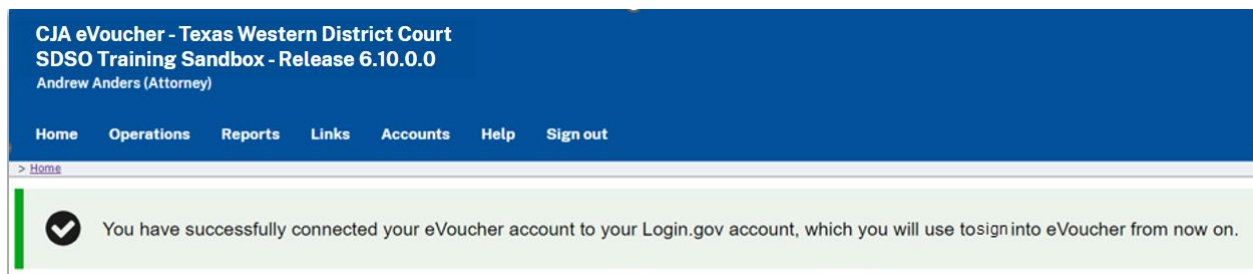 CJA eVoucher - Texas Western District Court
SDSO Training Sandbox - Release 6.10.0.0
Andrew Anders (Attorney)
Home Operations Reports Links Accounts Help Sign out
> Home
You have successfully connected your eVoucher account to your Login.gov account, which you will use tosign into eVoucher from now on.